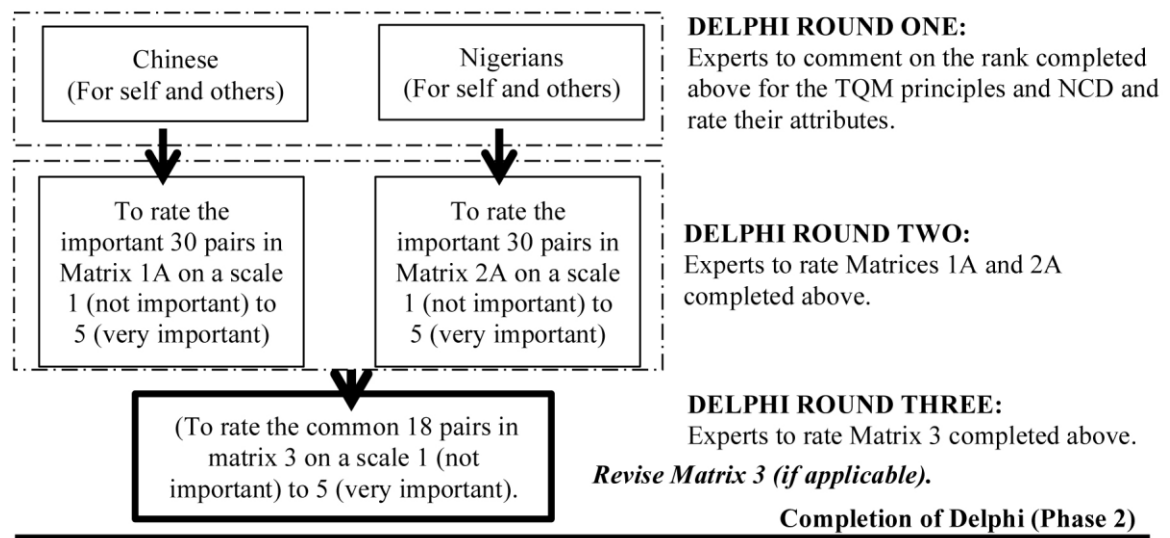 Chinese
(For self and others)
Nigerians
(For self and others)
DELPHI ROUND ONE:
Experts to comment on the rank completed
above for the TQM principles and NCD and
rate their attributes.
To rate the
important 30 pairs in
Matrix 1A on a scale
1 (not important) to
5 (very important)
To rate the
important 30 pairs in
Matrix 2A on a scale
1 (not important) to
5 (very important)
DELPHI ROUND TWO:
Experts to rate Matrices 1A and 2A
completed above.
(To rate the common 18 pairs in
matrix 3 on a scale 1 (not
important) to 5 (very important).
DELPHI ROUND THREE:
Experts to rate Matrix 3 completed above.
Revise Matrix 3 (if applicable).
Completion of Delphi (Phase 2)